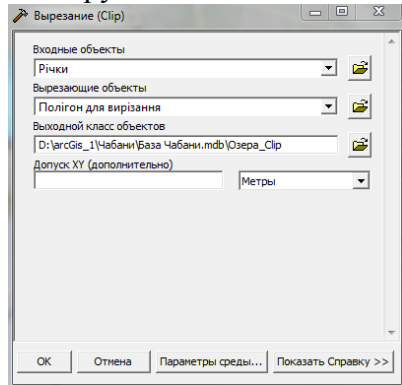 Вырезание (Clip)
Входные объекты
Річки
Вырезающие объекты
Полігон для вирізання
Выходной класс объектов
D:\arcGis_1\Чабани\База Чабани.mdb\Озера_Clip
Допуск XY (дополнительно)
Метры
ОК Отмена Параметры среды... Показать Справку >>